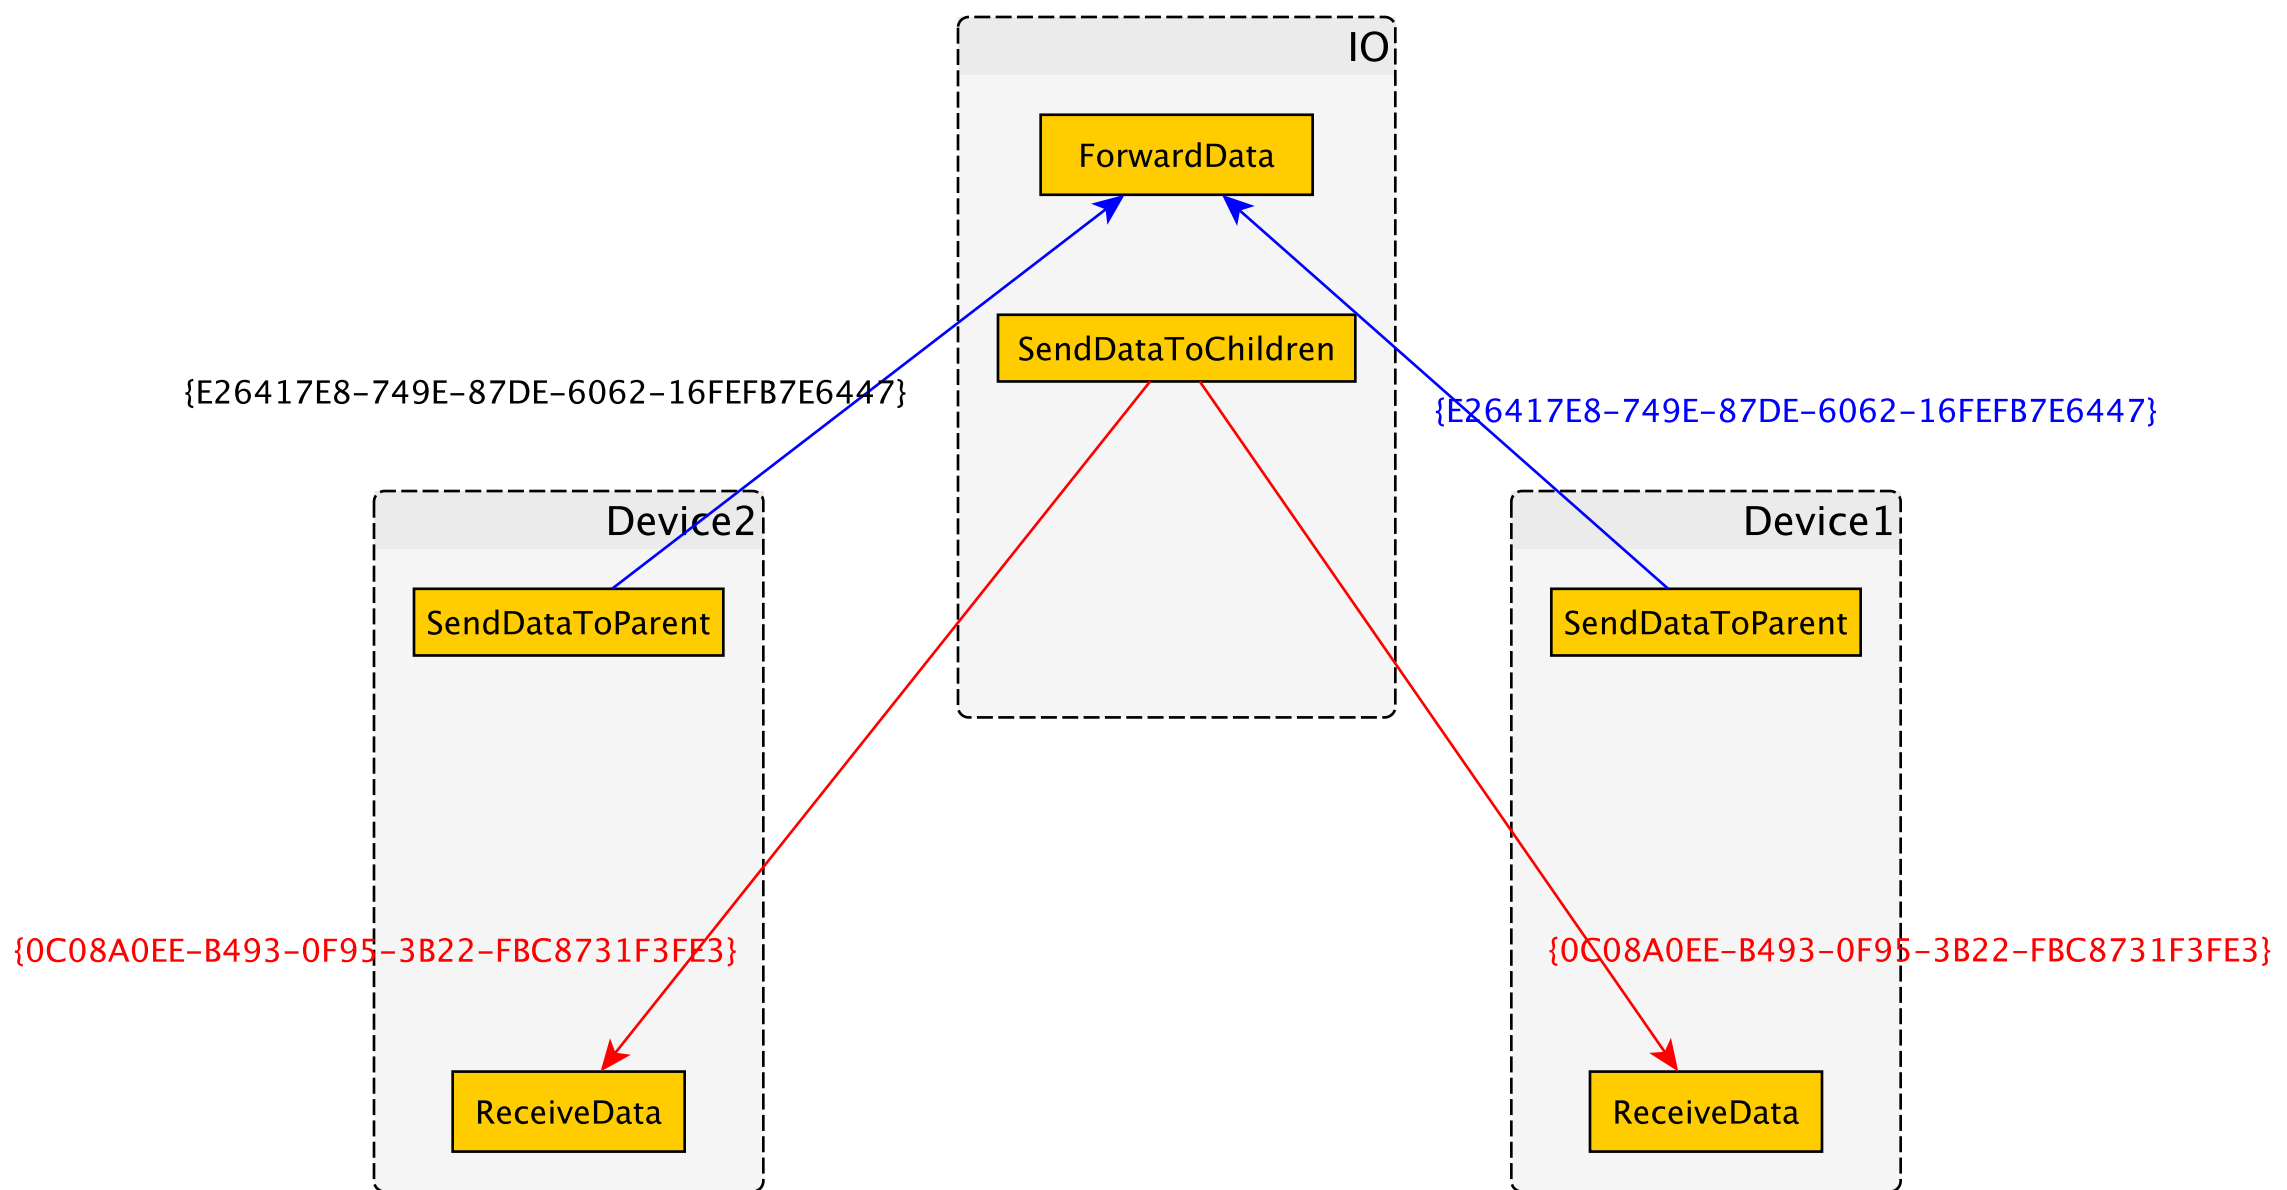 IO
ForwardData
SendDataToChildren
{E26417E8-749E-87DE-6062-16FEFB7E6447}
{E26417E8-749E-87DE-6062-16FEFB7E6447}
Device2
Device1
SendDataToParent
SendDataToParent
{0C08A0EE-B493-0F95-3B22-FBC8731F3FE3}
{0C08A0EE-B493-0F95-3B22-FBC8731F3FE3}
ReceiveData
ReceiveData